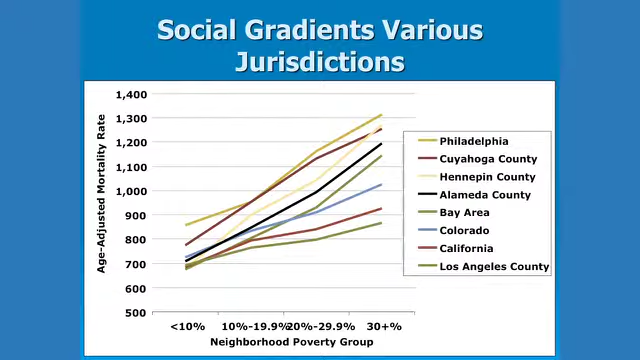 Social Gradients Various
Jurisdictions
1,400
1,300
1,200
1,100
1,000
900
800
700
600
500
Age-Adjusted Mortality Rate
<10%
10%-19.9%
20%-29.9%
30+%
Neighborhood Poverty Group
Philadelphia
Cuyahoga County
Hennepin County
Alameda County
Bay Area
Colorado
California
Los Angeles County